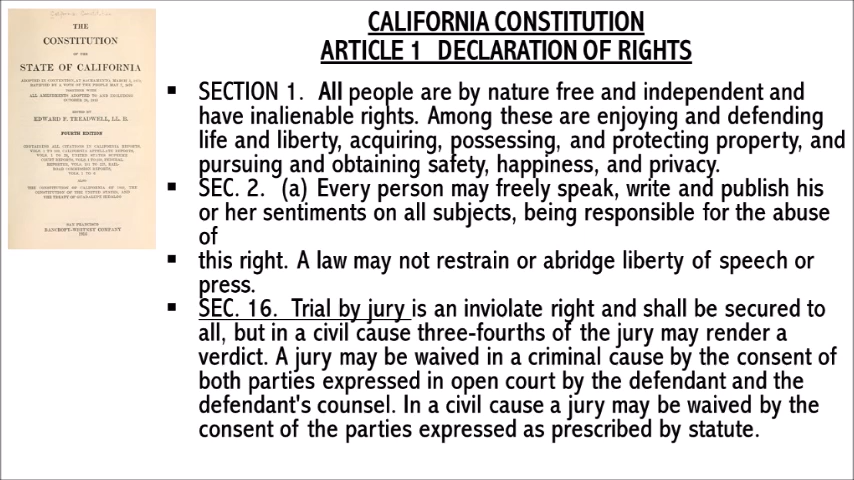 California Constitution
THE
CONSTITUTION
OF THE
STATE OF CALIFORNIA
EDITED BY
EDWARD F. TREADWELL, LL. B.
FOURTH EDITION
SAN FRANCISCO
BANCROFT-WHITNEY COMPANY
CALIFORNIA CONSTITUTION
ARTICLE 1 DECLARATION OF RIGHTS
▪ SECTION 1. All people are by nature free and independent and
have inalienable rights. Among these are enjoying and defending
life and liberty, acquiring, possessing, and protecting property, and
pursuing and obtaining safety, happiness, and privacy.
▪ SEC. 2. (a) Every person may freely speak, write and publish his
or her sentiments on all subjects, being responsible for the abuse
of
▪ this right. A law may not restrain or abridge liberty of speech or
press.
▪ SEC. 16. Trial by jury is an inviolate right and shall be secured to
all, but in a civil cause three-fourths of the jury may render a
verdict. A jury may be waived in a criminal cause by the consent of
both parties expressed in open court by the defendant and the
defendant's counsel. In a civil cause a jury may be waived by the
consent of the parties expressed as prescribed by statute.